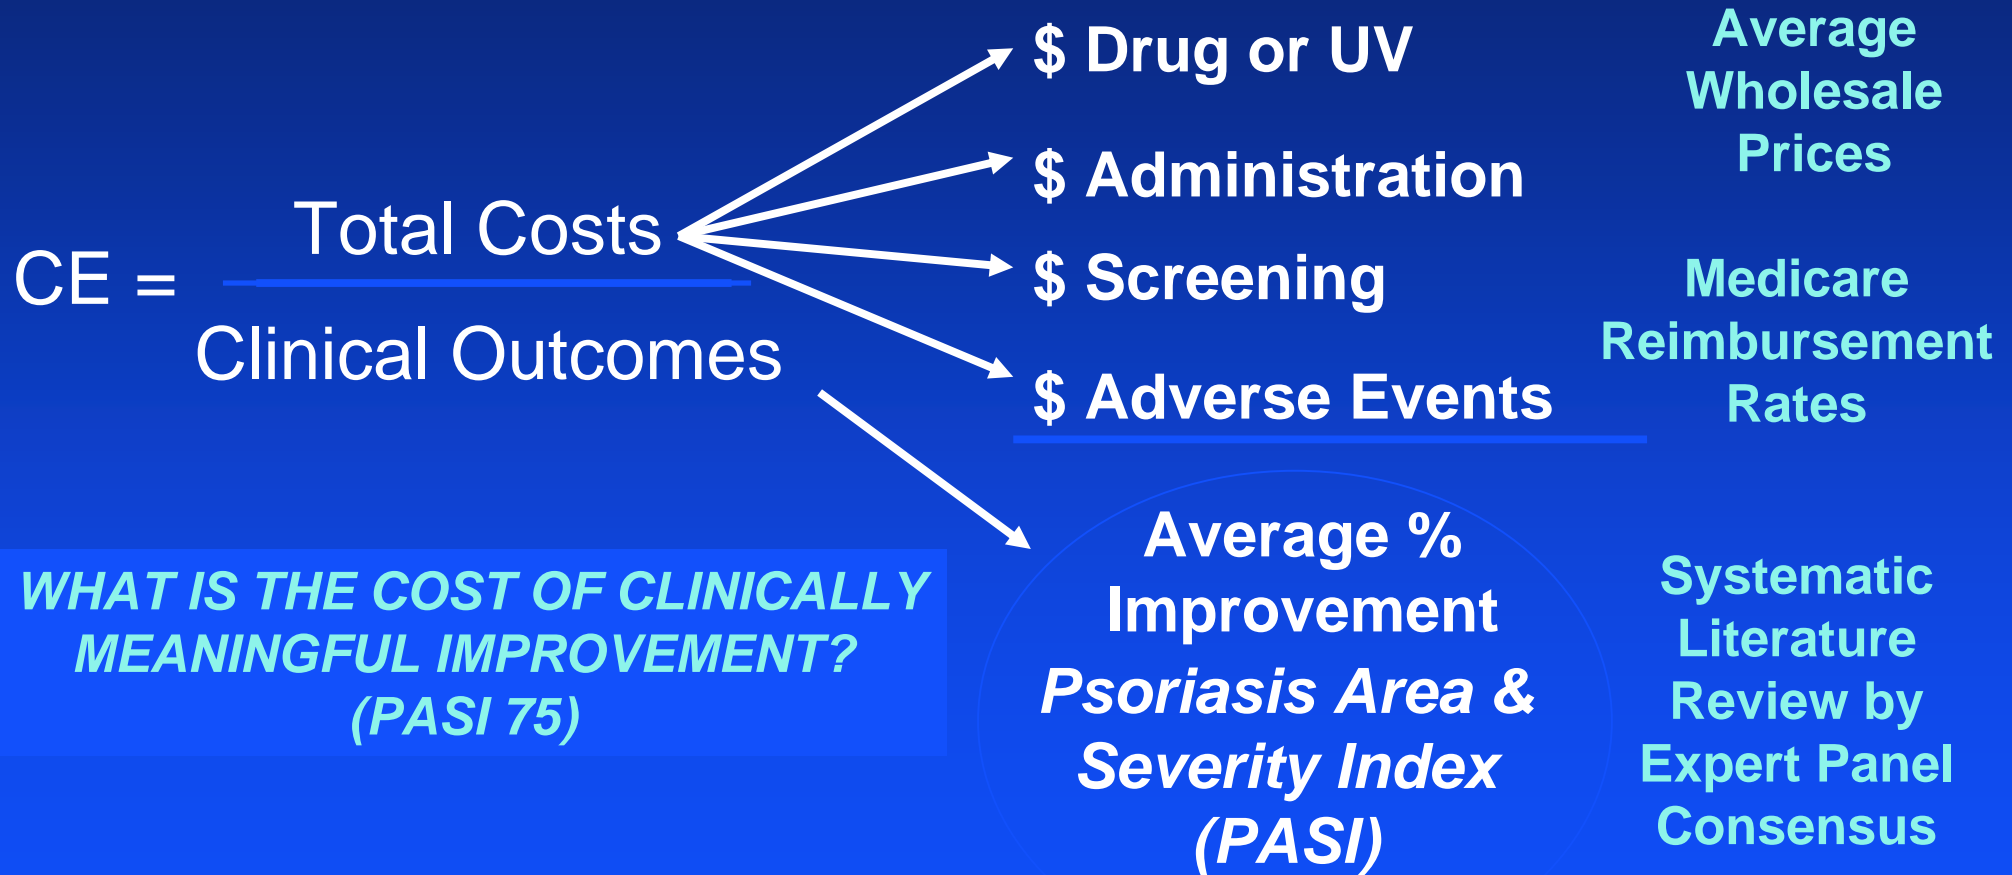 CE =
Total Costs
Clinical Outcomes
$ Drug or UV
$ Administration
$ Screening
$ Adverse Events
Average
Wholesale
Prices
Medicare
Reimbursement
Rates
WHAT IS THE COST OF CLINICALLY
MEANINGFUL IMPROVEMENT?
(PASI 75)
Average %
Improvement
Psoriasis Area &
Severity Index
(PASI)
Systematic
Literature
Review by
Expert Panel
Consensus